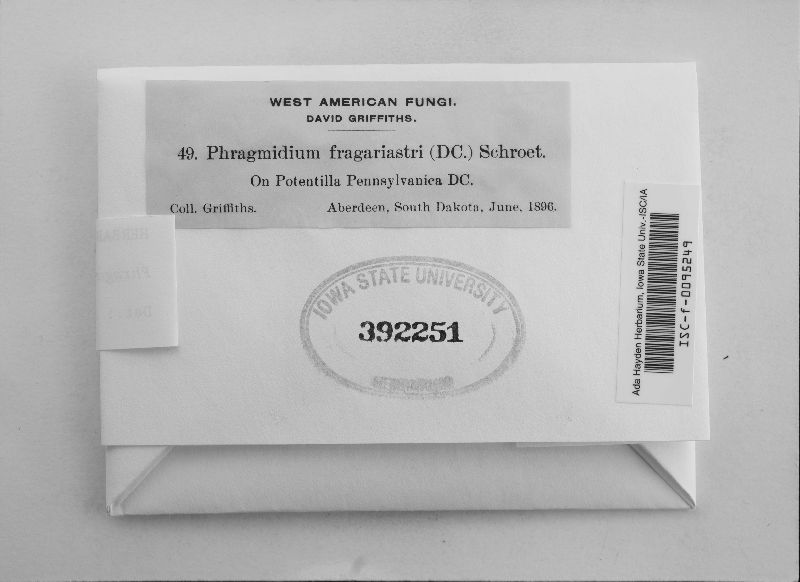 WEST AMERICAN FUNGI.
DAVID GRIFFITHS.
49. Phragmidium fragariastri (DC.) Schroet.
On Potentilla Pennsylvanica DC.
Coll. Griffiths. Aberdeen, South Dakota, June, 1896.
IOWA STATE UNIVERSITY
392251
HERBARIUM
Ada Hayden Herbarium, Iowa State Univ.-ISC/IA
ISC-f-0095249